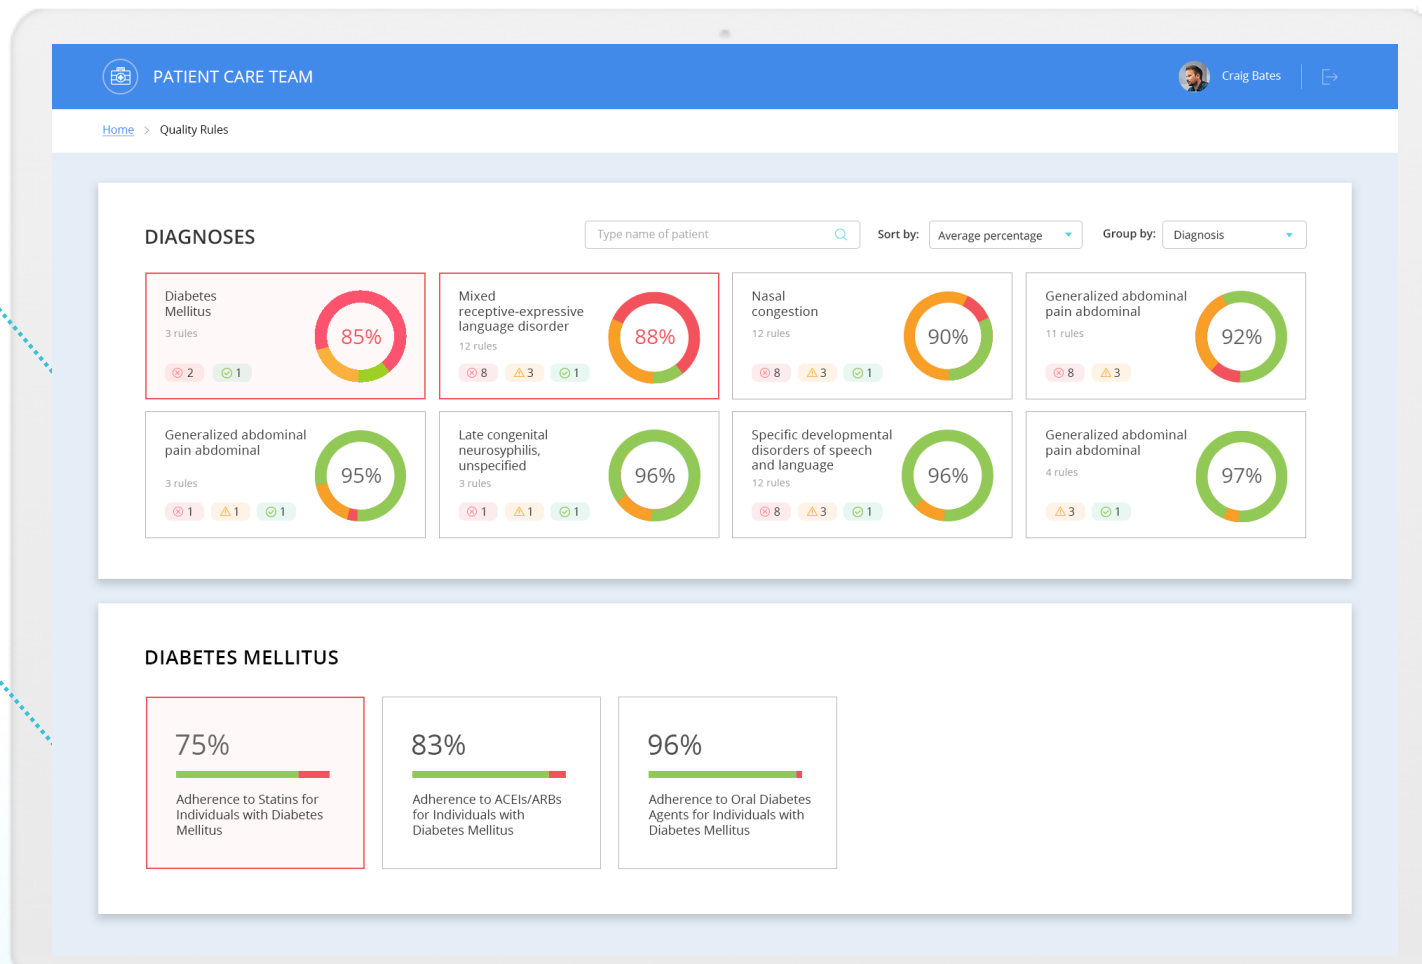 PATIENT CARE TEAM
Craig Bates
Home > Quality Rules
DIAGNOSES
Type name of patient
Sort by:
Average percentage
Group by:
Diagnosis
Diabetes
Mellitus
3 rules
85%
2
1
Mixed
receptive-expressive
language disorder
12 rules
88%
8
3
1
Nasal
congestion
12 rules
90%
8
3
1
Generalized abdominal
pain abdominal
11 rules
92%
8
3
Generalized abdominal
pain abdominal
3 rules
95%
1
1
1
Late congenital
neurosyphilis,
unspecified
3 rules
96%
1
1
1
Specific developmental
disorders of speech
and language
12 rules
96%
8
3
1
Generalized abdominal
pain abdominal
4 rules
97%
3
1
DIABETES MELLITUS
75%
Adherence to Statins for
Individuals with Diabetes
Mellitus
83%
Adherence to ACEIs/ARBs
for Individuals with
Diabetes Mellitus
96%
Adherence to Oral Diabetes
Agents for Individuals with
Diabetes Mellitus